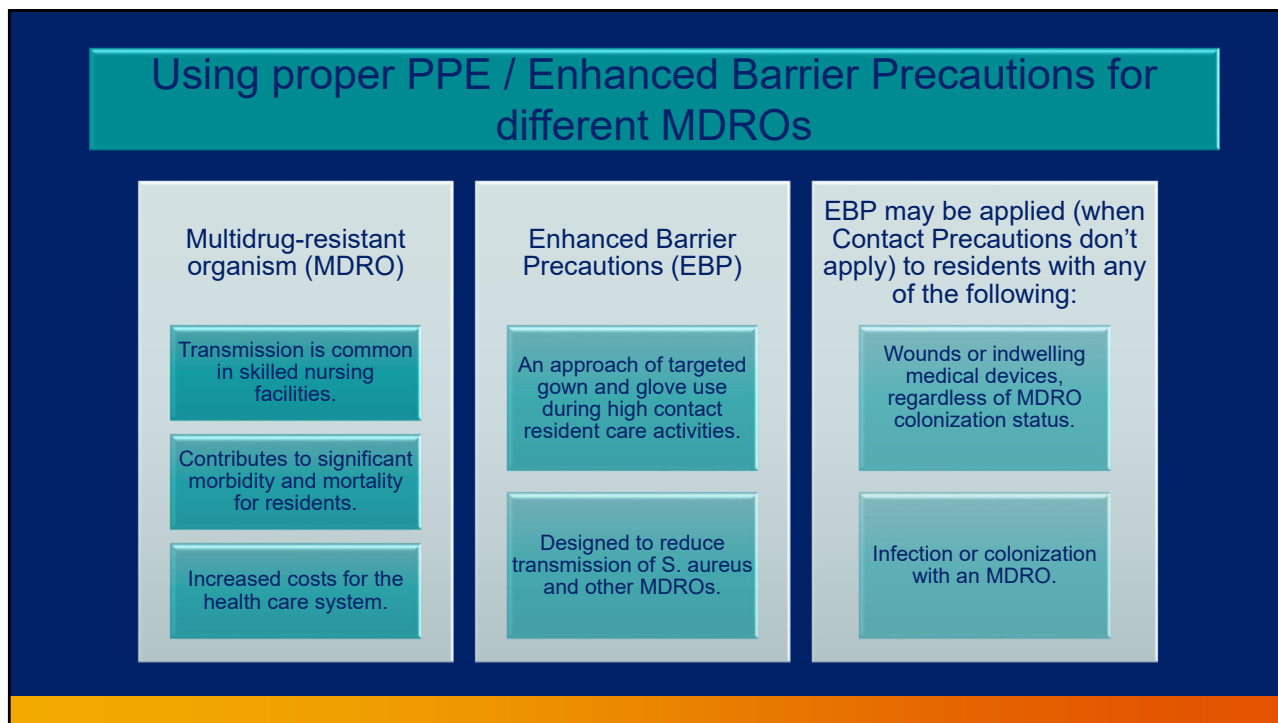 Using proper PPE / Enhanced Barrier Precautions for
different MDROs
Multidrug-resistant
organism (MDRO)
Transmission is common
in skilled nursing
facilities.
Contributes to significant
morbidity and mortality
for residents.
Increased costs for the
health care system.
Enhanced Barrier
Precautions (EBP)
An approach of targeted
gown and glove use
during high contact
resident care activities.
Designed to reduce
transmission of S. aureus
and other MDROs.
EBP may be applied (when
Contact Precautions don’t
apply) to residents with any
of the following:
Wounds or indwelling
medical devices,
regardless of MDRO
colonization status.
Infection or colonization
with an MDRO.